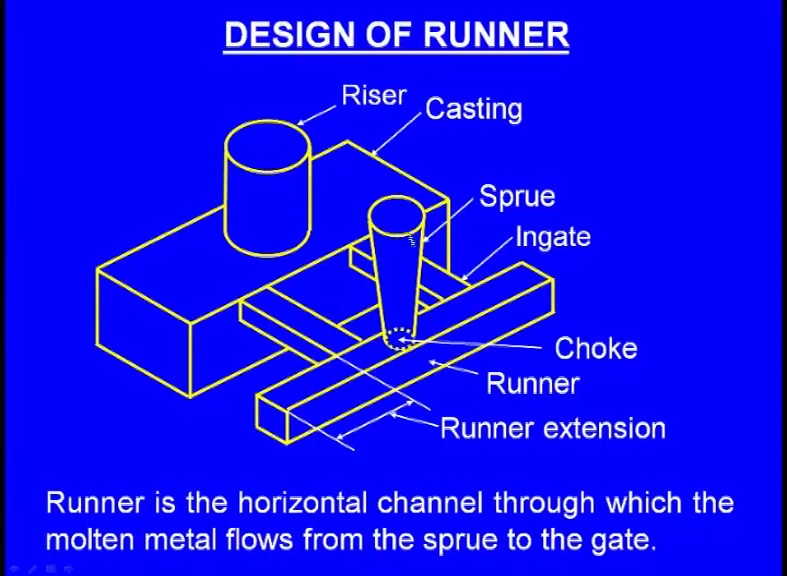 DESIGN OF RUNNER
Riser
Casting
Sprue
Ingate
Choke
Runner
Runner extension
Runner is the horizontal channel through which the
molten metal flows from the sprue to the gate.